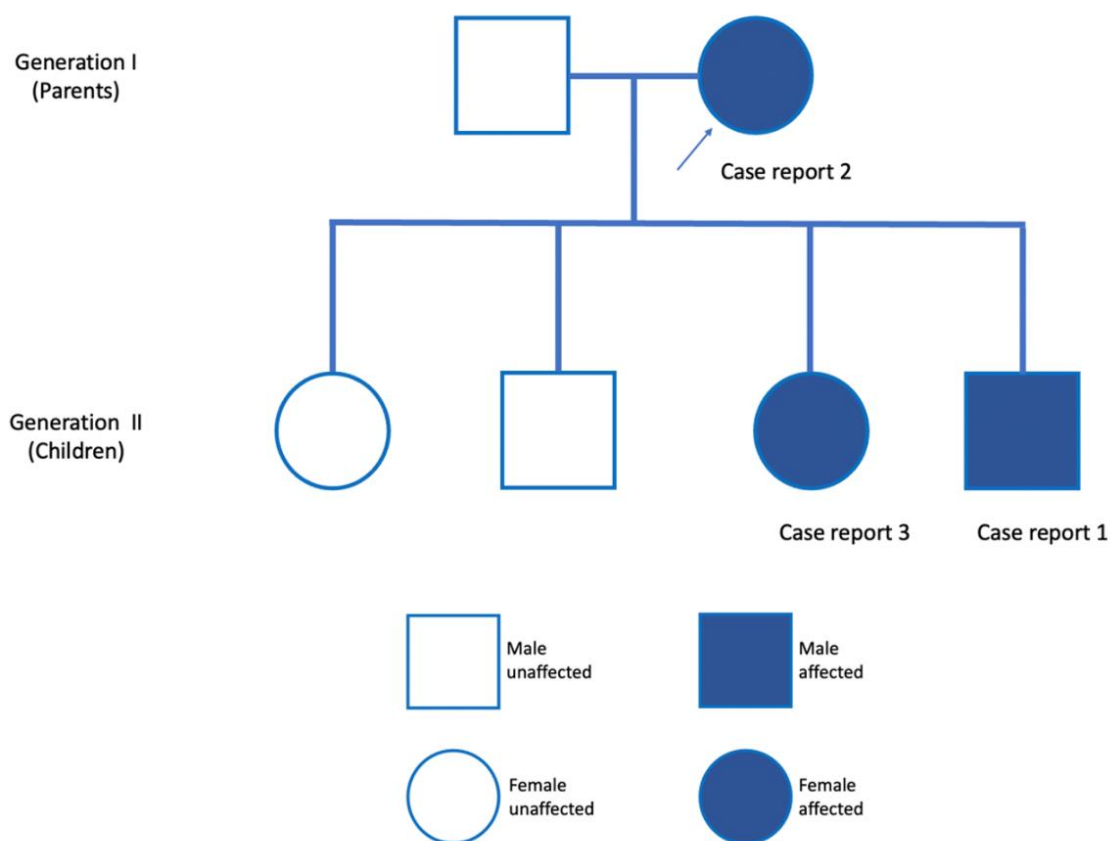 Generation I
(Parents)
Case report 2
Generation II
(Children)
Case report 3
Case report 1
Male
unaffected
Male
affected
Female
unaffected
Female
affected